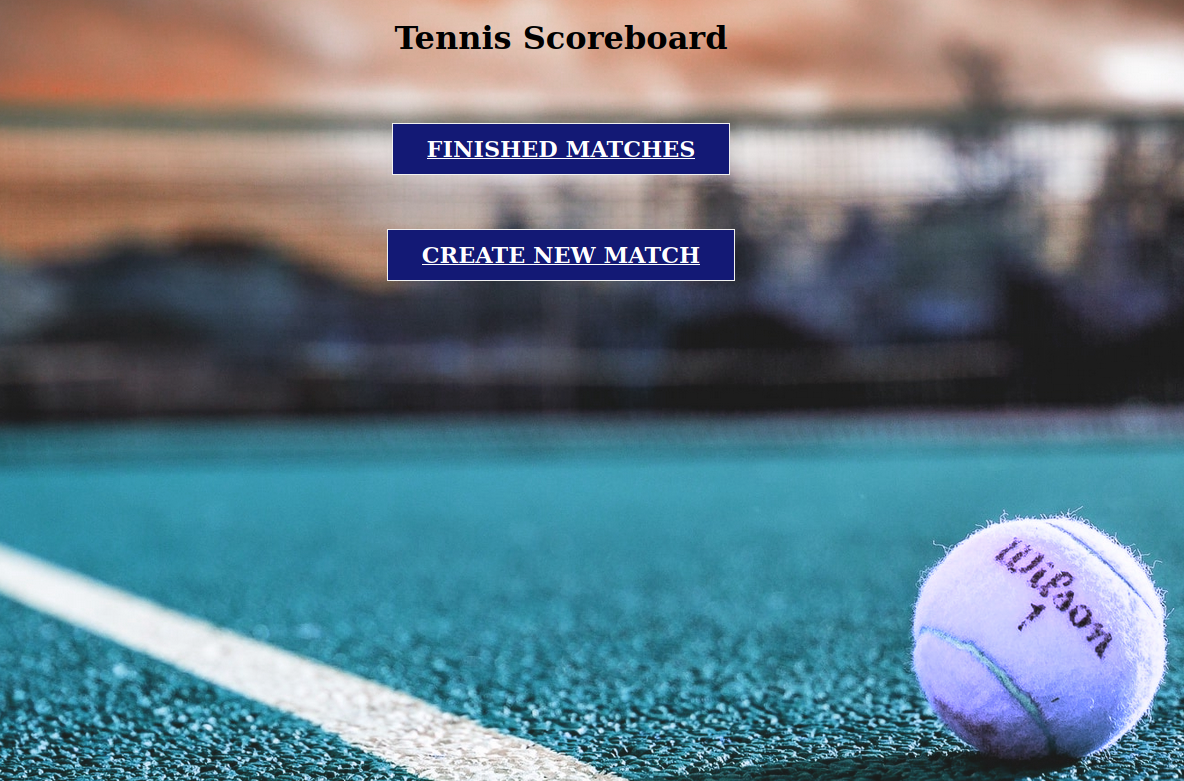 Tennis Scoreboard
FINISHED MATCHES
CREATE NEW MATCH
Wilson
1